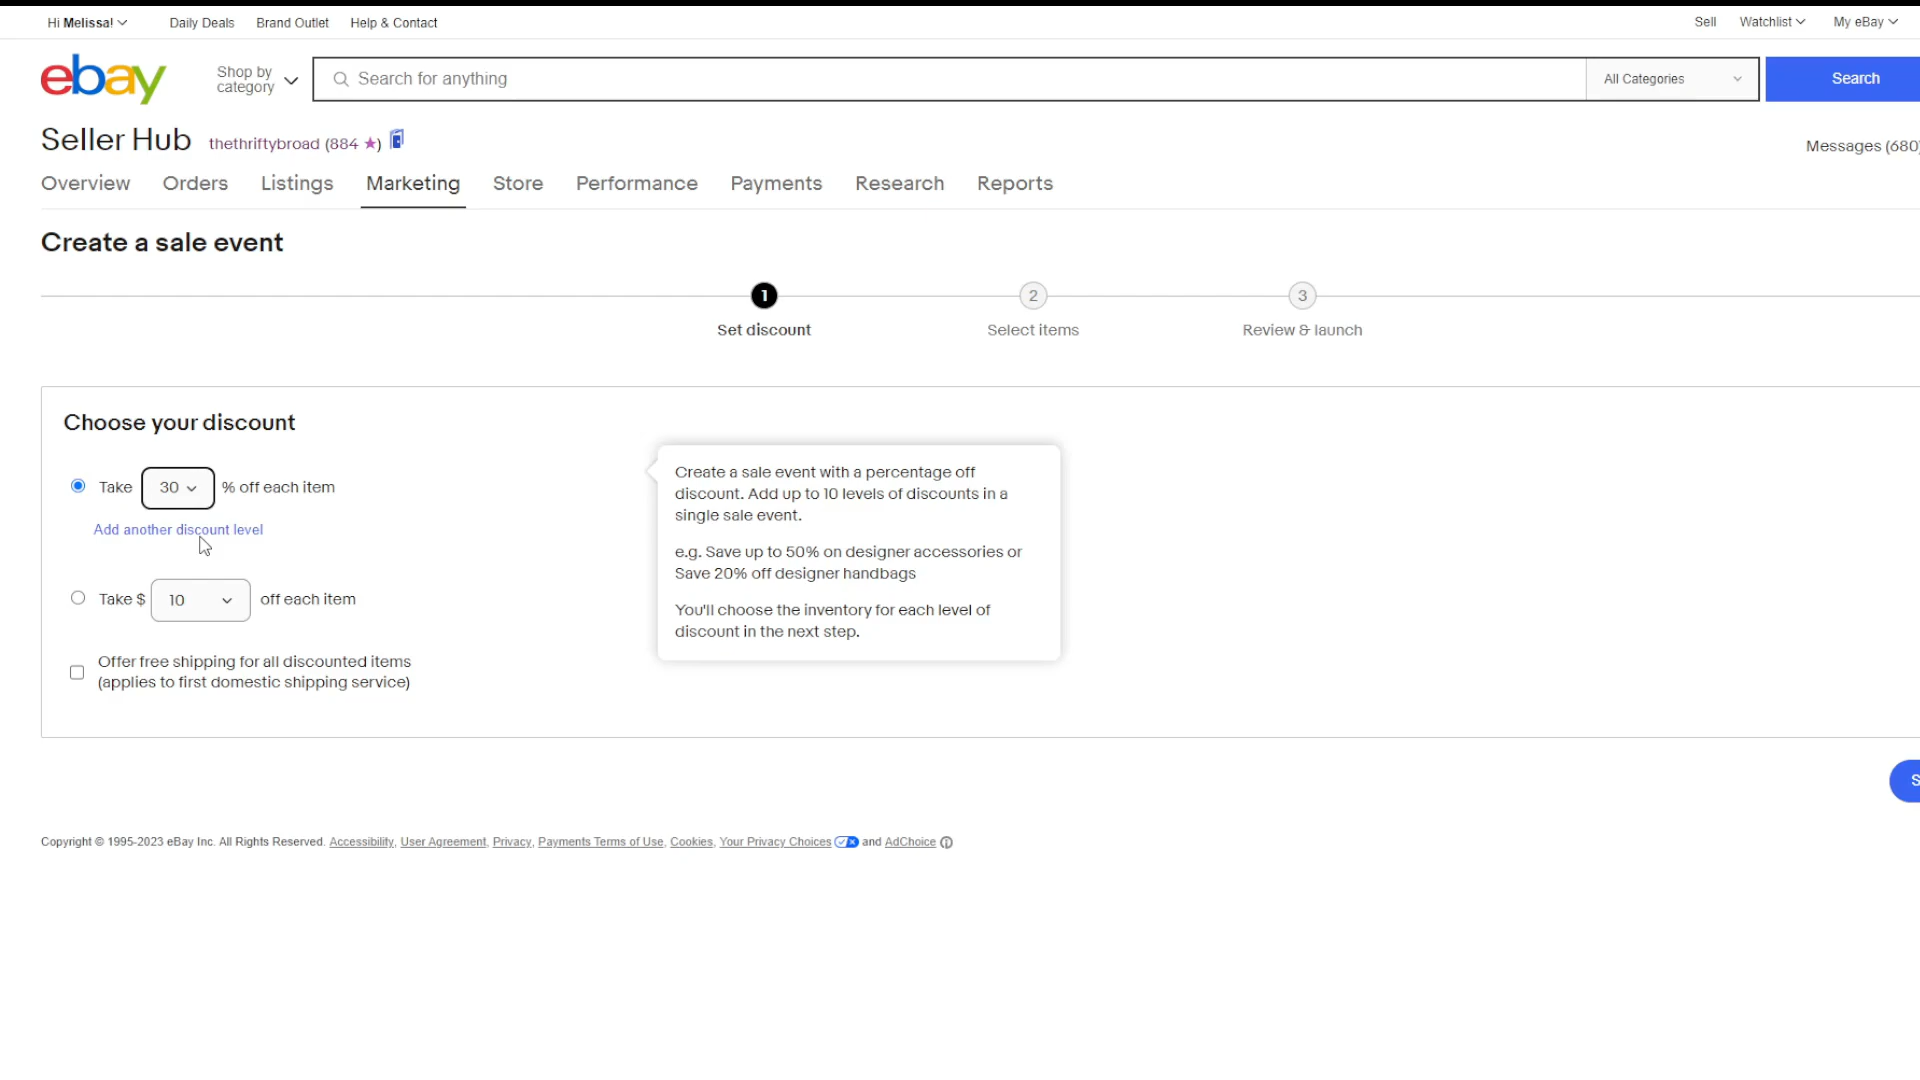 Hi Melissa! Daily Deals Brand Outlet Help & Contact Sell Watchlist My eBay
ebay Shop by category Search for anything All Categories Search
Seller Hub thethriftybroad (884 ★) Messages (680)
Overview Orders Listings Marketing Store Performance Payments Research Reports
Create a sale event
1 2 3
Set discount Select items Review & launch
Choose your discount
Take 30 % off each item
Add another discount level
Take $ 10 off each item
Offer free shipping for all discounted items
(applies to first domestic shipping service)
Create a sale event with a percentage off
discount. Add up to 10 levels of discounts in a
single sale event.
e.g. Save up to 50% on designer accessories or
Save 20% off designer handbags
You'll choose the inventory for each level of
discount in the next step.
Copyright © 1995-2023 eBay Inc. All Rights Reserved. Accessibility, User Agreement, Privacy, Payments Terms of Use, Cookies, Your Privacy Choices and AdChoice